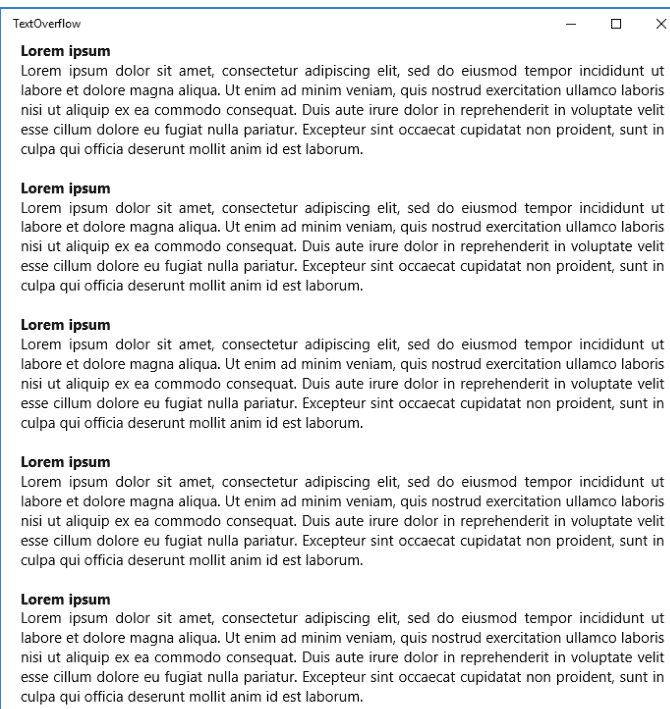 TextOverflow
Lorem ipsum
Lorem ipsum dolor sit amet, consectetur adipiscing elit, sed do eiusmod tempor incididunt ut
labore et dolore magna aliqua. Ut enim ad minim veniam, quis nostrud exercitation ullamco laboris
nisi ut aliquip ex ea commodo consequat. Duis aute irure dolor in reprehenderit in voluptate velit
esse cillum dolore eu fugiat nulla pariatur. Excepteur sint occaecat cupidatat non proident, sunt in
culpa qui officia deserunt mollit anim id est laborum.
Lorem ipsum
Lorem ipsum dolor sit amet, consectetur adipiscing elit, sed do eiusmod tempor incididunt ut
labore et dolore magna aliqua. Ut enim ad minim veniam, quis nostrud exercitation ullamco laboris
nisi ut aliquip ex ea commodo consequat. Duis aute irure dolor in reprehenderit in voluptate velit
esse cillum dolore eu fugiat nulla pariatur. Excepteur sint occaecat cupidatat non proident, sunt in
culpa qui officia deserunt mollit anim id est laborum.
Lorem ipsum
Lorem ipsum dolor sit amet, consectetur adipiscing elit, sed do eiusmod tempor incididunt ut
labore et dolore magna aliqua. Ut enim ad minim veniam, quis nostrud exercitation ullamco laboris
nisi ut aliquip ex ea commodo consequat. Duis aute irure dolor in reprehenderit in voluptate velit
esse cillum dolore eu fugiat nulla pariatur. Excepteur sint occaecat cupidatat non proident, sunt in
culpa qui officia deserunt mollit anim id est laborum.
Lorem ipsum
Lorem ipsum dolor sit amet, consectetur adipiscing elit, sed do eiusmod tempor incididunt ut
labore et dolore magna aliqua. Ut enim ad minim veniam, quis nostrud exercitation ullamco laboris
nisi ut aliquip ex ea commodo consequat. Duis aute irure dolor in reprehenderit in voluptate velit
esse cillum dolore eu fugiat nulla pariatur. Excepteur sint occaecat cupidatat non proident, sunt in
culpa qui officia deserunt mollit anim id est laborum.
Lorem ipsum
Lorem ipsum dolor sit amet, consectetur adipiscing elit, sed do eiusmod tempor incididunt ut
labore et dolore magna aliqua. Ut enim ad minim veniam, quis nostrud exercitation ullamco laboris
nisi ut aliquip ex ea commodo consequat. Duis aute irure dolor in reprehenderit in voluptate velit
esse cillum dolore eu fugiat nulla pariatur. Excepteur sint occaecat cupidatat non proident, sunt in
culpa qui officia deserunt mollit anim id est laborum.